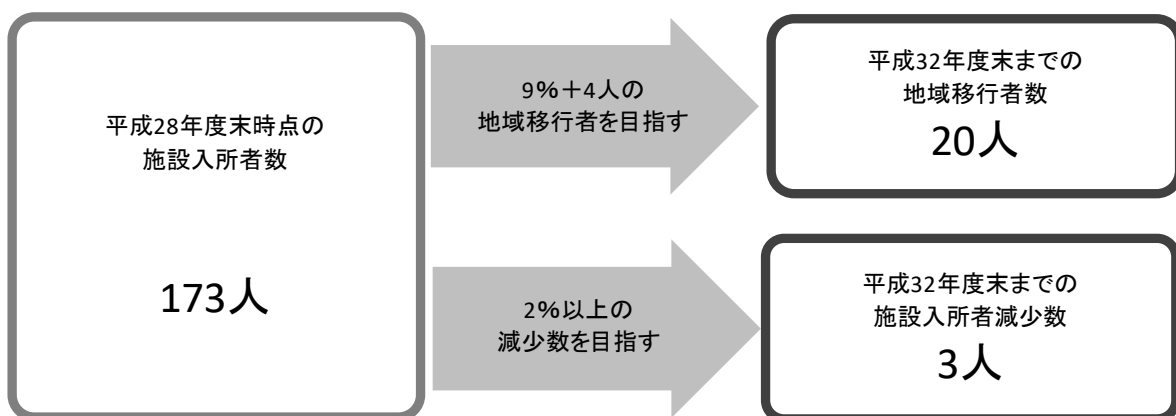 平成28年度末時点の
施設入所者数
173人
9%＋4人の
地域移行者を目指す
平成32年度末までの
地域移行者数
20人
2%以上の
減少数を目指す
平成32年度末までの
施設入所者減少数
3人